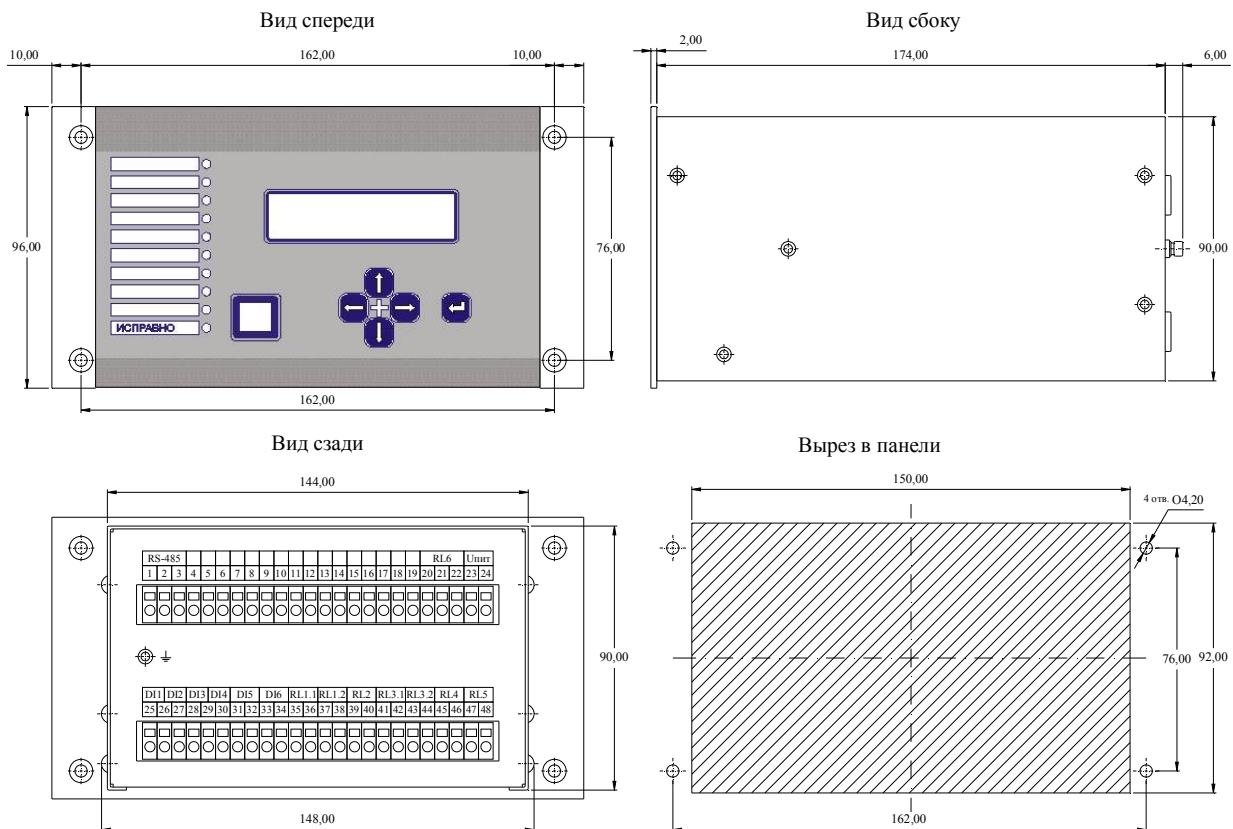 Вид спереди
Вид сбоку
10,00
162,00
10,00
2,00
174,00
6,00
96,00
76,00
90,00
ИСПРАВНО
162,00
Вид сзади
Вырез в панели
144,00
150,00
4 отв. O4,20
RS-485 RL6 Uпит
1 2 3 4 5 6 7 8 9 10 11 12 13 14 15 16 17 18 19 20 21 22 23 24
90,00
76,00
92,00
DI1 DI2 DI3 DI4 DI5 DI6 RL1.1 RL1.2 RL2 RL3.1 RL3.2 RL4 RL5
25 26 27 28 29 30 31 32 33 34 35 36 37 38 39 40 41 42 43 44 45 46 47 48
148,00
162,00